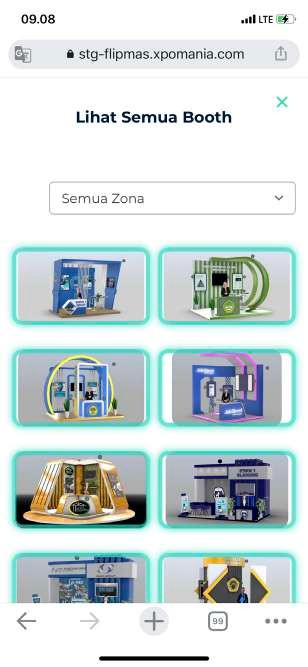 09.08
LTE
stg-flipmas.xpomania.com
Lihat Semua Booth
Semua Zona
99